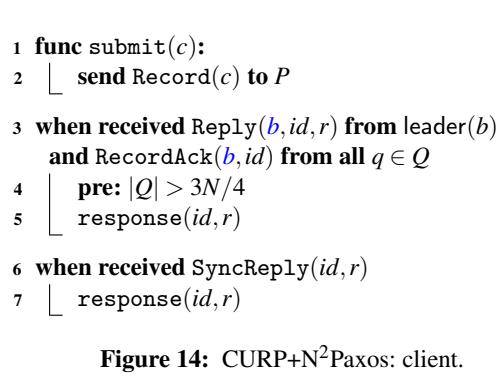 1 func submit(c):
2 send Record(c) to P
3 when received Reply(b,id,r) from leader(b)
and RecordAck(b,id) from all q ∈ Q
4 pre: |Q| > 3N/4
5 response(id,r)
6 when received SyncReply(id,r)
7 response(id,r)
Figure 14: CURP+N²Paxos: client.